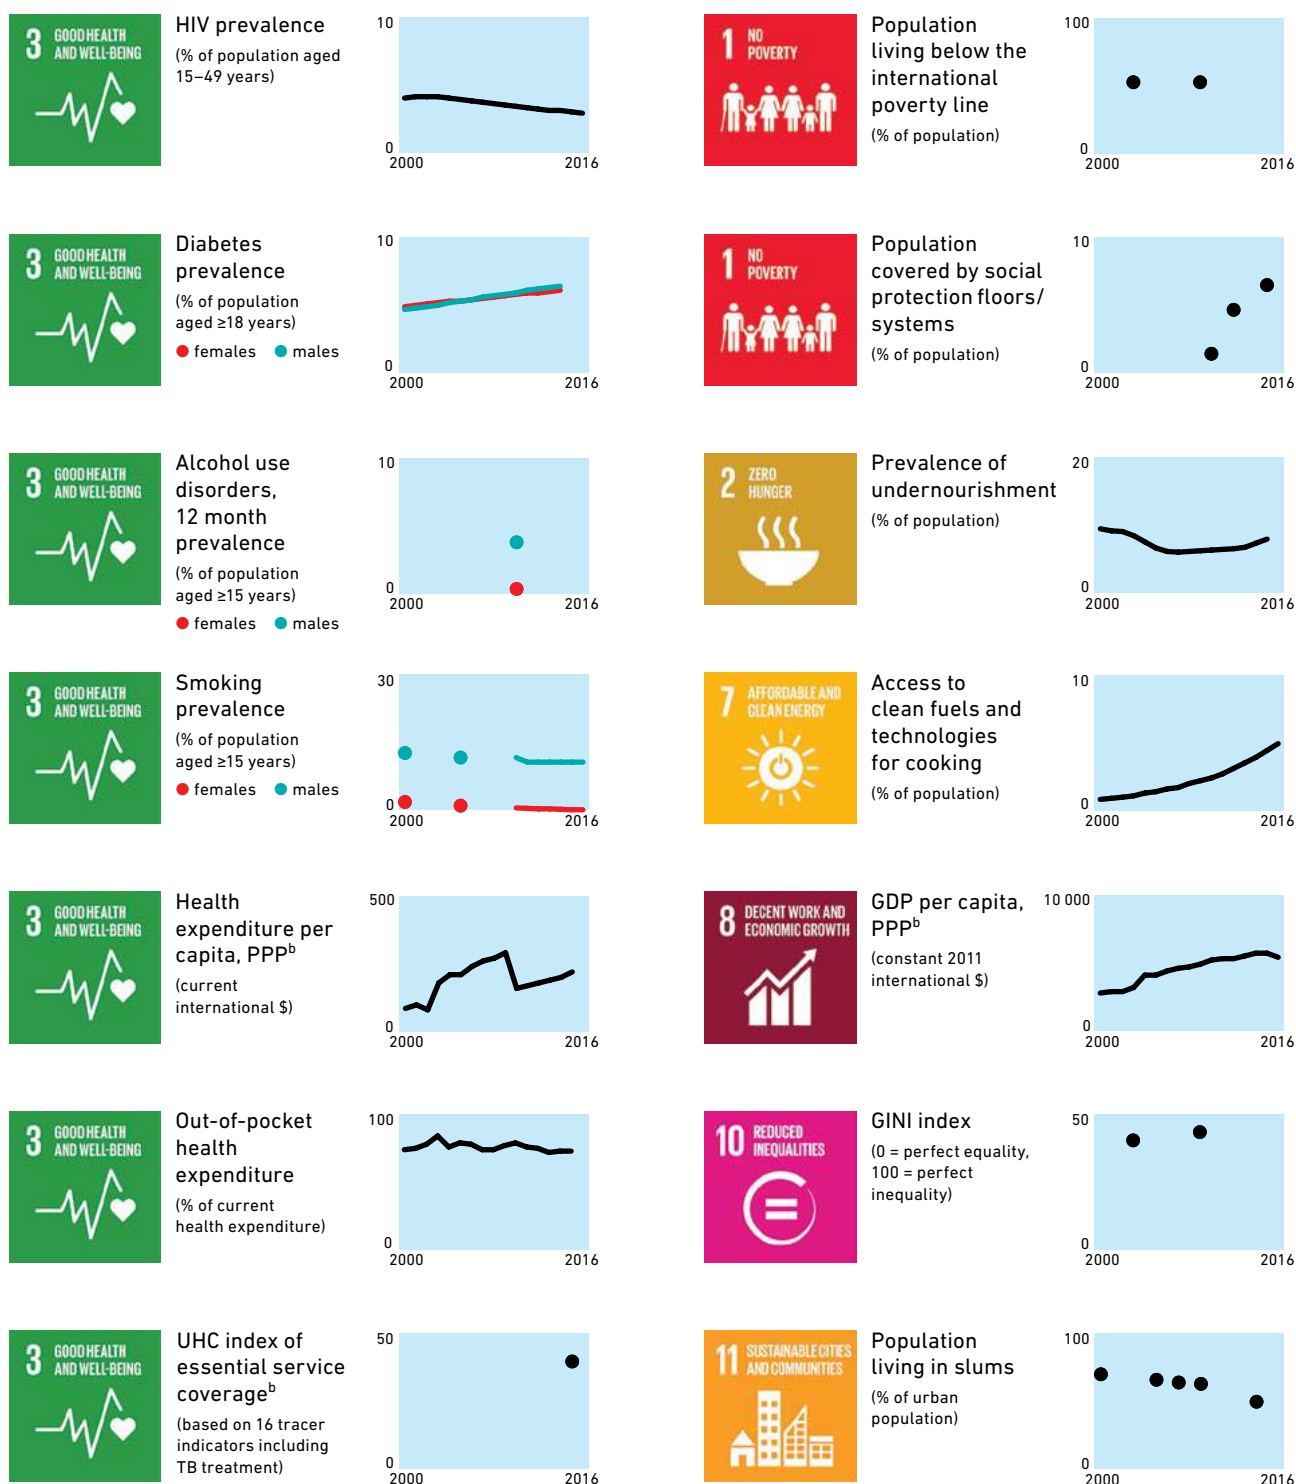 3 GOOD HEALTH
AND WELL-BEING
HIV prevalence
(% of population aged
15–49 years)
10
0
2000 2016
3 GOOD HEALTH
AND WELL-BEING
Diabetes
prevalence
(% of population
aged ≥18 years)
females males
10
0
2000 2016
3 GOOD HEALTH
AND WELL-BEING
Alcohol use
disorders,
12 month
prevalence
(% of population
aged ≥15 years)
females males
10
0
2000 2016
3 GOOD HEALTH
AND WELL-BEING
Smoking
prevalence
(% of population
aged ≥15 years)
females males
30
0
2000 2016
3 GOOD HEALTH
AND WELL-BEING
Health
expenditure per
capita, PPPb
(current
international $)
500
0
2000 2016
3 GOOD HEALTH
AND WELL-BEING
Out-of-pocket
health
expenditure
(% of current
health expenditure)
100
0
2000 2016
3 GOOD HEALTH
AND WELL-BEING
UHC index of
essential service
coverageb
(based on 16 tracer
indicators including
TB treatment)
50
0
2000 2016
1 NO
POVERTY
Population
living below the
international
poverty line
(% of population)
100
0
2000 2016
1 NO
POVERTY
Population
covered by social
protection floors/
systems
(% of population)
10
0
2000 2016
2 ZERO
HUNGER
Prevalence of
undernourishment
(% of population)
20
0
2000 2016
7 AFFORDABLE AND
CLEAN ENERGY
Access to
clean fuels and
technologies
for cooking
(% of population)
10
0
2000 2016
8 DECENT WORK AND
ECONOMIC GROWTH
GDP per capita,
PPPb
(constant 2011
international $)
10 000
0
2000 2016
10 REDUCED
INEQUALITIES
GINI index
(0 = perfect equality,
100 = perfect
inequality)
50
0
2000 2016
11 SUSTAINABLE CITIES
AND COMMUNITIES
Population
living in slums
(% of urban
population)
100
0
2000 2016